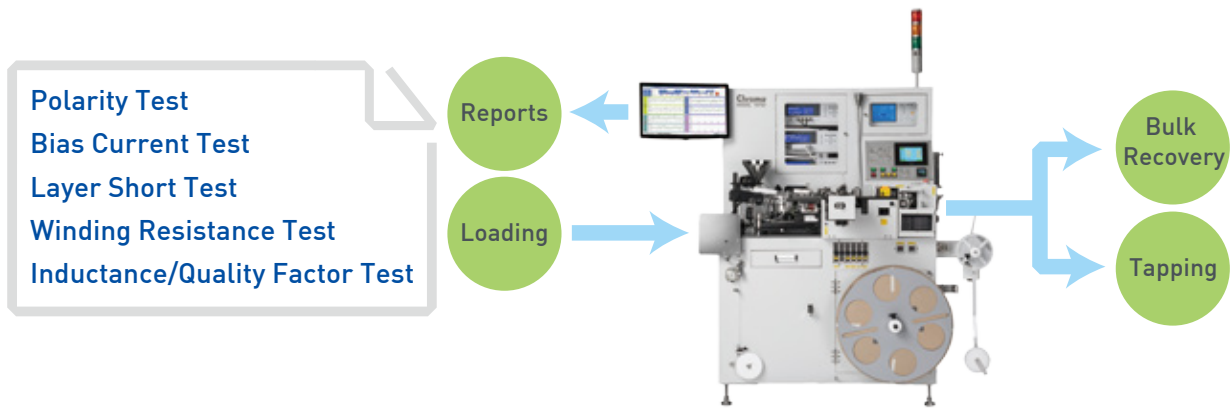 Polarity Test
Bias Current Test
Layer Short Test
Winding Resistance Test
Inductance/Quality Factor Test
Reports
Loading
Chroma
Bulk
Recovery
Tapping